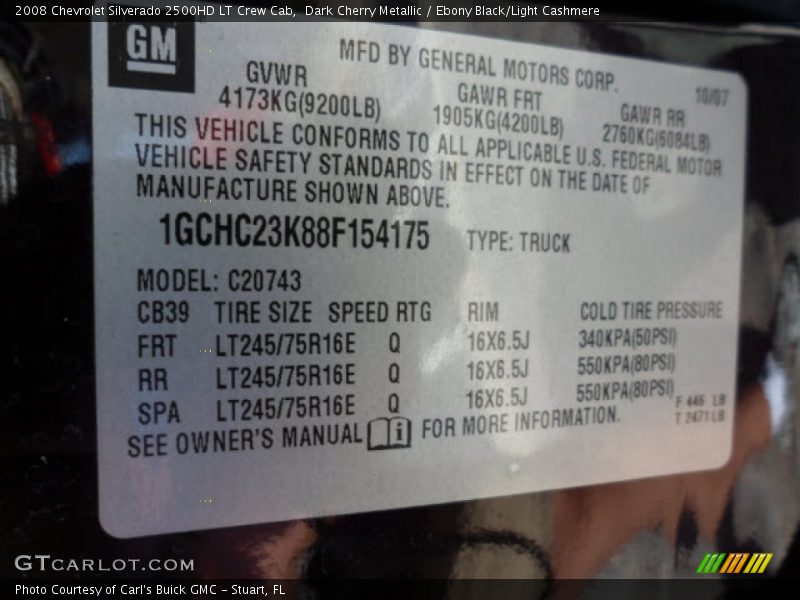 2008 Chevrolet Silverado 2500HD LT Crew Cab, Dark Cherry Metallic / Ebony Black/Light Cashmere
GM
MFD BY GENERAL MOTORS CORP.
10/07
GVWR
GAWR FRT
GAWR RR
4173KG(9200LB)
1905KG(4200LB)
2760KG(6084LB)
THIS VEHICLE CONFORMS TO ALL APPLICABLE U.S. FEDERAL MOTOR
VEHICLE SAFETY STANDARDS IN EFFECT ON THE DATE OF
MANUFACTURE SHOWN ABOVE.
1GCHC23K88F154175 TYPE: TRUCK
MODEL: C20743
CB39 TIRE SIZE SPEED RTG RIM COLD TIRE PRESSURE
FRT LT245/75R16E Q 16X6.5J 340KPA(50PSI)
RR LT245/75R16E Q 16X6.5J 550KPA(80PSI)
SPA LT245/75R16E Q 16X6.5J 550KPA(80PSI)
F 446 LB
T 2471LB
SEE OWNER'S MANUAL i FOR MORE INFORMATION.
GTCARLOT.COM
Photo Courtesy of Carl's Buick GMC - Stuart, FL